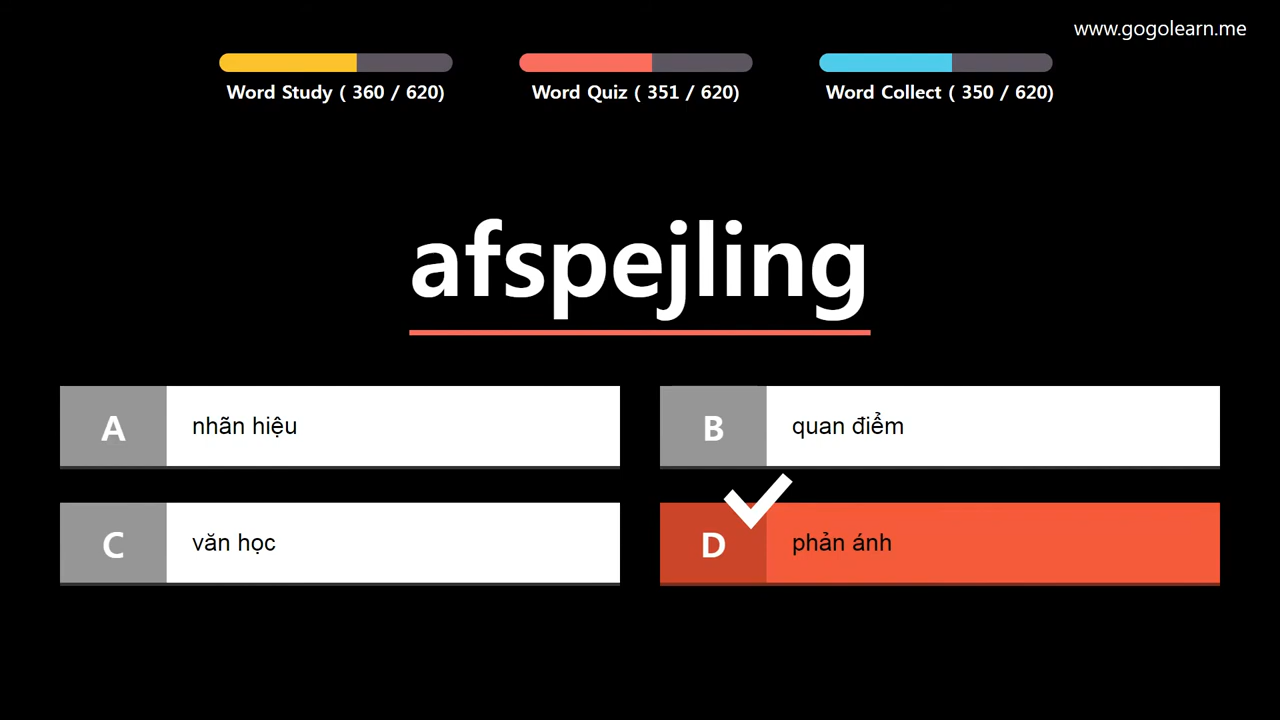 www.gogolearn.me
Word Study ( 360 / 620)
Word Quiz ( 351 / 620)
Word Collect ( 350 / 620)
afspejling
A
nhãn hiệu
B
quan điểm
C
văn học
D
phản ánh